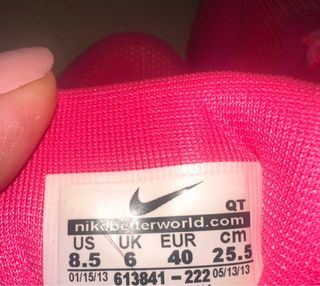 QT
nikebetterworld.com
US UK EUR cm
8.5 6 40 25.5
01/15/13 613841-222 05/13/13